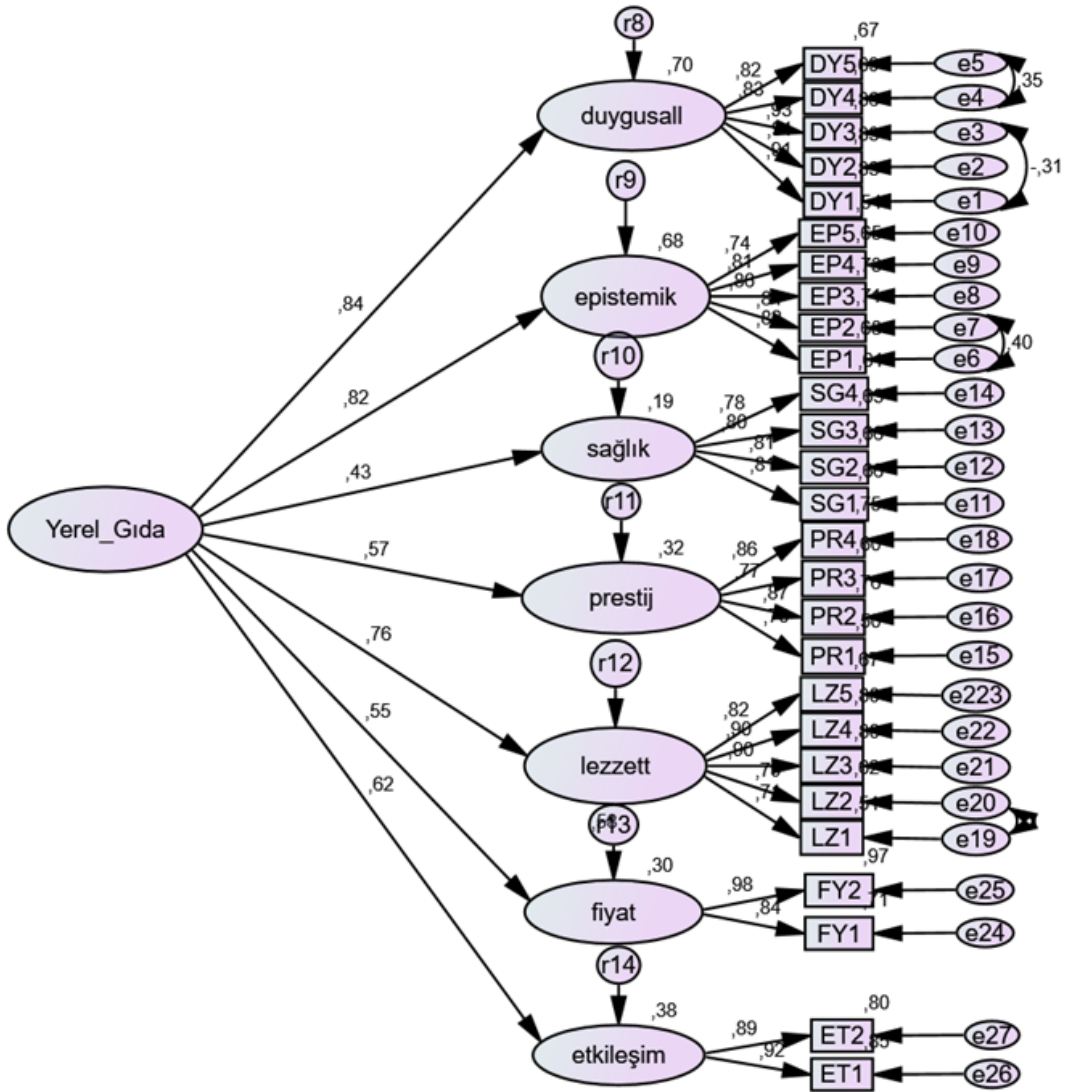 r8
,67
,70
,82
DY5
e5
,83
DY4
e4
,35
duygusall
,93
DY3
e3
DY2
e2
-,31
,91
DY1
e1
r9
EP5
e10
,68
,74
,81
EP4
e9
epistemik
EP3
e8
,84
EP2
e7
,40
EP1
e6
r10
,82
,43
,19
,78
SG4
e14
,80
SG3
e13
sağlık
SG2
e12
SG1
e11
r11
Yerel_Gıda
,57
,32
,86
PR4
e18
,77
PR3
e17
prestij
,87
PR2
e16
PR1
e15
r12
,76
LZ5
e223
,82
,90
LZ4
e22
,90
LZ3
e21
lezzett
LZ2
e20
LZ1
e19
,55
,62
r13
,97
,30
,98
FY2
e25
fiyat
,84
FY1
e24
r14
,80
,38
,89
ET2
e27
etkileşim
,92
ET1
e26